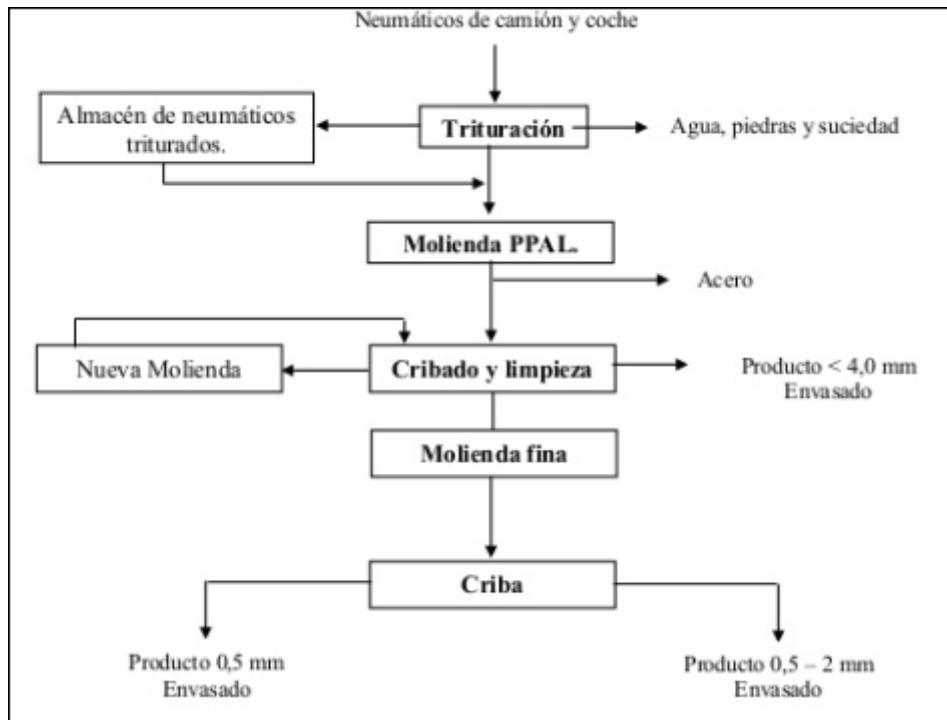 Neumáticos de camión y coche
Almacén de neumáticos
triturados.
Trituración
Agua, piedras y suciedad
Molienda PPAL.
Acero
Nueva Molienda
Cribado y limpieza
Producto < 4,0 mm
Envasado
Molienda fina
Criba
Producto 0,5 mm
Envasado
Producto 0,5 – 2 mm
Envasado